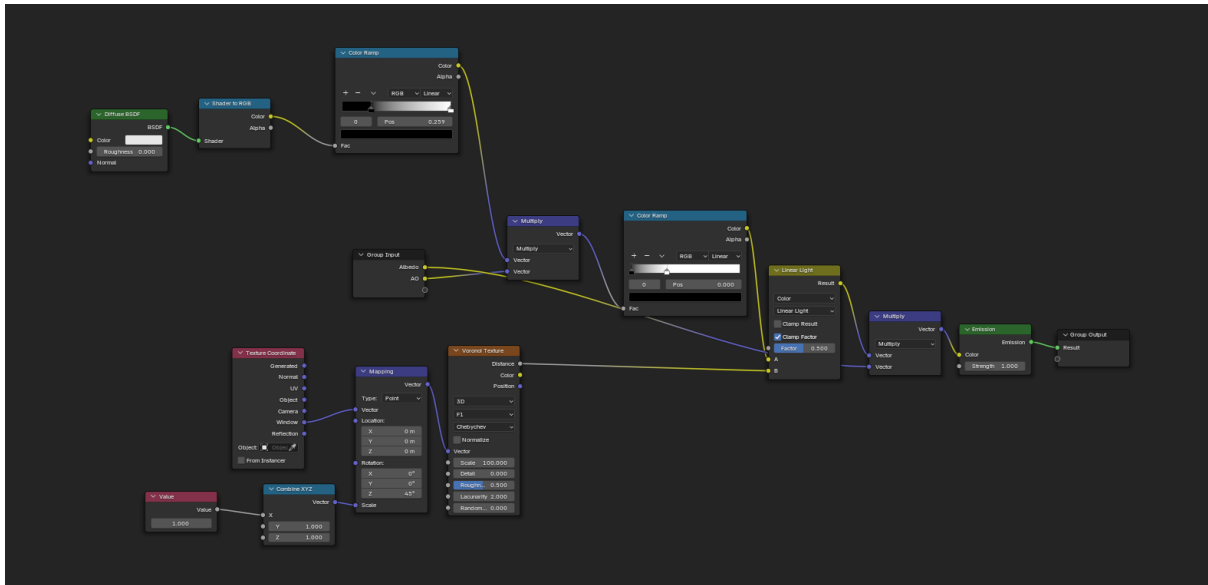 Color Ramp
Color
Alpha
RGB
Linear
0
Pos
0.259
Fac
Diffuse BSDF
BSDF
Color
Roughness 0.000
Normal
Shader to RGB
Color
Alpha
Shader
Multiply
Vector
Multiply
Vector
Vector
Group Input
Albedo
AO
Color Ramp
Color
Alpha
RGB
Linear
0
Pos
0.000
Fac
Linear Light
Result
Color
Linear Light
Clamp Result
Clamp Factor
Factor 0.500
A
B
Multiply
Vector
Multiply
Vector
Vector
Emission
Emission
Color
Strength 1.000
Group Output
Result
Texture Coordinate
Generated
Normal
UV
Object
Camera
Window
Reflection
Object:
From Instancer
Mapping
Vector
Type: Point
Vector
Location:
X 0 m
Y 0 m
Z 0 m
Rotation:
X 0°
Y 0°
Z 45°
Scale
Voronoi Texture
Distance
Color
Position
3D
F1
Chebychev
Normalize
Vector
Scale 100.000
Detail 0.000
Roughn... 0.500
Lacunarity 2.000
Random... 0.000
Value
Value
1.000
Combine XYZ
Vector
X
Y 1.000
Z 1.000